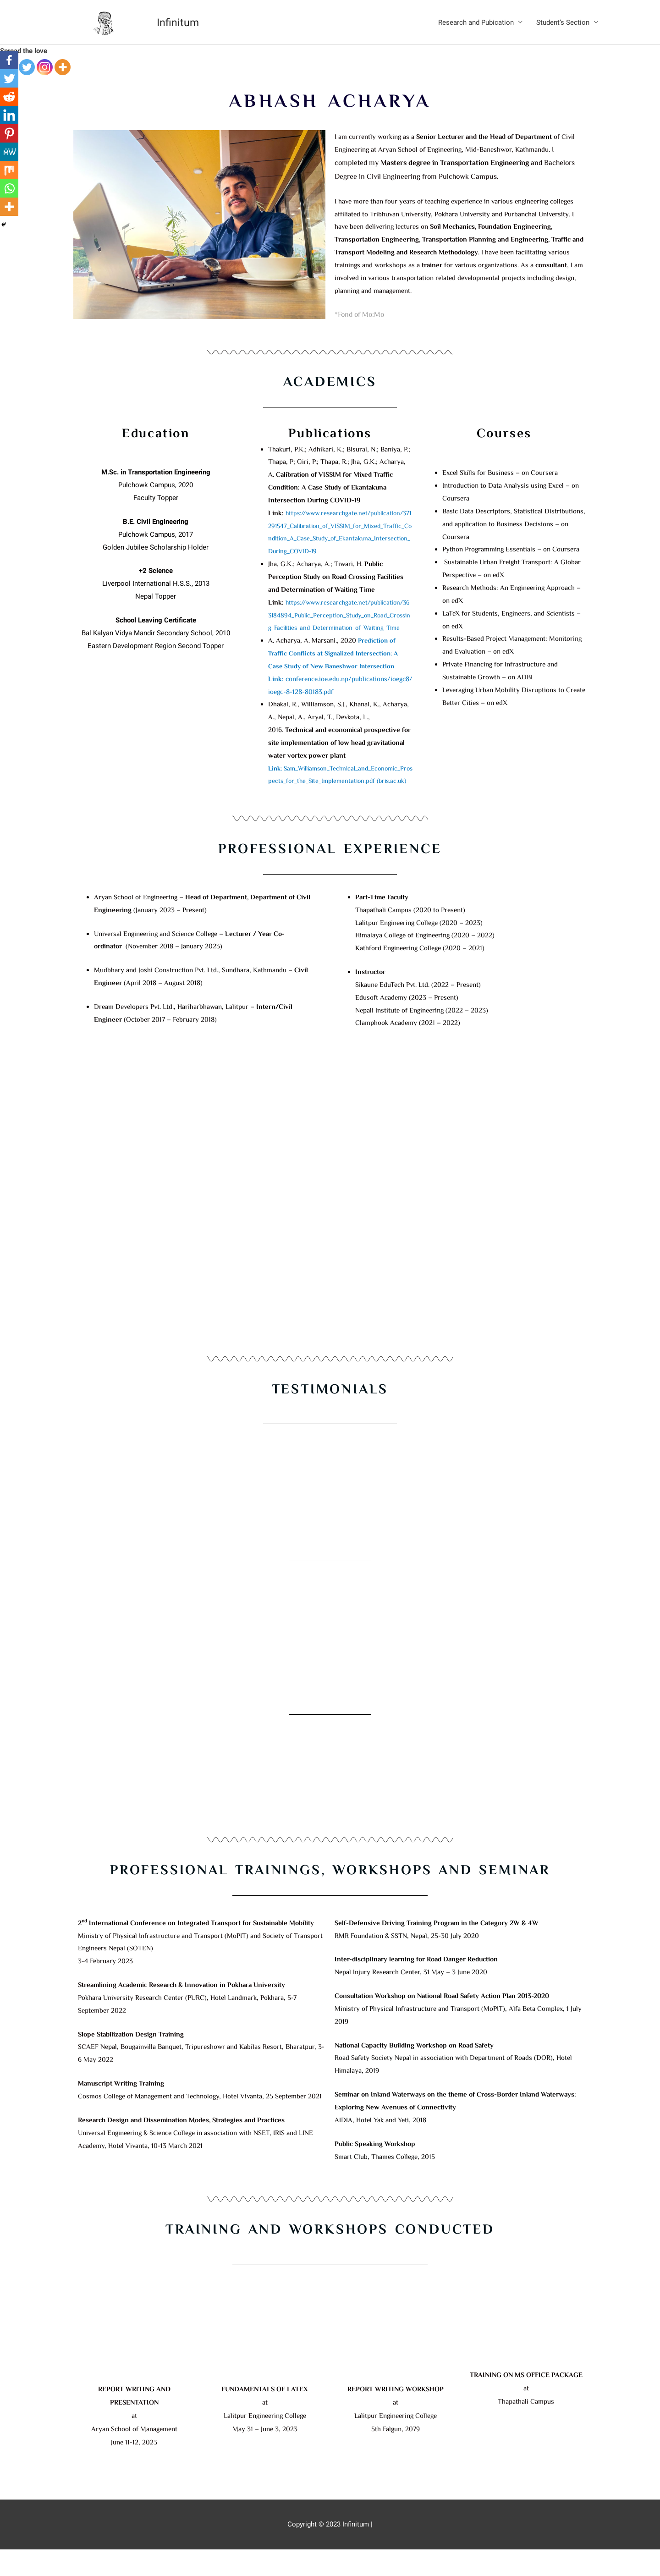 Infinitum
Research and Pubication
Student's Section
Spread the love
ABHASH ACHARYA
I am currently working as a Senior Lecturer and the Head of Department of Civil
Engineering at Aryan School of Engineering, Mid-Baneshwor, Kathmandu. I
completed my Masters degree in Transportation Engineering and Bachelors
Degree in Civil Engineering from Pulchowk Campus.
I have more than four years of teaching experience in various engineering colleges
affiliated to Tribhuvan University, Pokhara University and Purbanchal University. I
have been delivering lectures on Soil Mechanics, Foundation Engineering,
Transportation Engineering, Transportation Planning and Engineering, Traffic and
Transport Modeling and Research Methodology. I have been facilitating various
trainings and workshops as a trainer for various organizations. As a consultant, I am
involved in various transportation related developmental projects including design,
planning and management.
*Fond of Mo:Mo
ACADEMICS
Education
M.Sc. in Transportation Engineering
Pulchowk Campus, 2020
Faculty Topper
B.E. Civil Engineering
Pulchowk Campus, 2017
Golden Jubilee Scholarship Holder
+2 Science
Liverpool International H.S.S., 2013
Nepal Topper
School Leaving Certificate
Bal Kalyan Vidya Mandir Secondary School, 2010
Eastern Development Region Second Topper
Publications
Thakuri, P.K.; Adhikari, K.; Bisural, N.; Baniya, P.;
Thapa, P; Giri, P.; Thapa, R.; Jha, G.K.; Acharya,
A. Calibration of VISSIM for Mixed Traffic
Condition: A Case Study of Ekantakuna
Intersection During COVID-19
Link: https://www.researchgate.net/publication/371
291547_Calibration_of_VISSIM_for_Mixed_Traffic_Co
ndition_A_Case_Study_of_Ekantakuna_Intersection_
During_COVID-19
Jha, G.K.; Acharya, A.; Tiwari, H. Public
Perception Study on Road Crossing Facilities
and Determination of Waiting Time
Link: https://www.researchgate.net/publication/36
3184894_Public_Perception_Study_on_Road_Crossin
g_Facilities_and_Determination_of_Waiting_Time
A. Acharya, A. Marsani., 2020 Prediction of
Traffic Conflicts at Signalized Intersection: A
Case Study of New Baneshwor Intersection
Link: conference.ioe.edu.np/publications/ioegc8/
ioegc-8-128-80183.pdf
Dhakal, R., Williamson, S.J., Khanal, K., Acharya,
A., Nepal, A., Aryal, T., Devkota, L.,
2016. Technical and economical prospective for
site implementation of low head gravitational
water vortex power plant
Link: Sam_Williamson_Technical_and_Economic_Pros
pects_for_the_Site_Implementation.pdf (bris.ac.uk)
Courses
Excel Skills for Business – on Coursera
Introduction to Data Analysis using Excel – on
Coursera
Basic Data Descriptors, Statistical Distributions,
and application to Business Decisions – on
Coursera
Python Programming Essentials – on Coursera
Sustainable Urban Freight Transport: A Global
Perspective – on edX
Research Methods: An Engineering Approach –
on edX
LaTeX for Students, Engineers, and Scientists –
on edX
Results-Based Project Management: Monitoring
and Evaluation – on edX
Private Financing for Infrastructure and
Sustainable Growth – on ADBI
Leveraging Urban Mobility Disruptions to Create
Better Cities – on edX
PROFESSIONAL EXPERIENCE
Aryan School of Engineering – Head of Department, Department of Civil
Engineering (January 2023 – Present)
Universal Engineering and Science College – Lecturer / Year Co-
ordinator (November 2018 – January 2023)
Mudbhary and Joshi Construction Pvt. Ltd., Sundhara, Kathmandu – Civil
Engineer (April 2018 – August 2018)
Dream Developers Pvt. Ltd., Hariharbhawan, Lalitpur – Intern/Civil
Engineer (October 2017 – February 2018)
Part-Time Faculty
Thapathali Campus (2020 to Present)
Lalitpur Engineering College (2020 – 2023)
Himalaya College of Engineering (2020 – 2022)
Kathford Engineering College (2020 – 2021)
Instructor
Sikaune EduTech Pvt. Ltd. (2022 – Present)
Edusoft Academy (2023 – Present)
Nepali Institute of Engineering (2022 – 2023)
Clamphook Academy (2021 – 2022)
TESTIMONIALS
PROFESSIONAL TRAININGS, WORKSHOPS AND SEMINAR
2nd International Conference on Integrated Transport for Sustainable Mobility
Ministry of Physical Infrastructure and Transport (MoPIT) and Society of Transport
Engineers Nepal (SOTEN)
3-4 February 2023
Streamlining Academic Research & Innovation in Pokhara University
Pokhara University Research Center (PURC), Hotel Landmark, Pokhara, 5-7
September 2022
Slope Stabilization Design Training
SCAEF Nepal, Bougainvilla Banquet, Tripureshowr and Kabilas Resort, Bharatpur, 3-
6 May 2022
Manuscript Writing Training
Cosmos College of Management and Technology, Hotel Vivanta, 25 September 2021
Research Design and Dissemination Modes, Strategies and Practices
Universal Engineering & Science College in association with NSET, IRIS and LINE
Academy, Hotel Vivanta, 10-13 March 2021
Self-Defensive Driving Training Program in the Category 2W & 4W
RMR Foundation & SSTN, Nepal, 25-30 July 2020
Inter-disciplinary learning for Road Danger Reduction
Nepal Injury Research Center, 31 May – 3 June 2020
Consultation Workshop on National Road Safety Action Plan 2013-2020
Ministry of Physical Infrastructure and Transport (MoPIT), Alfa Beta Complex, 1 July
2019
National Capacity Building Workshop on Road Safety
Road Safety Society Nepal in association with Department of Roads (DOR), Hotel
Himalaya, 2019
Seminar on Inland Waterways on the theme of Cross-Border Inland Waterways:
Exploring New Avenues of Connectivity
AIDIA, Hotel Yak and Yeti, 2018
Public Speaking Workshop
Smart Club, Thames College, 2015
TRAINING AND WORKSHOPS CONDUCTED
REPORT WRITING AND
PRESENTATION
at
Aryan School of Management
June 11-12, 2023
FUNDAMENTALS OF LATEX
at
Lalitpur Engineering College
May 31 – June 3, 2023
REPORT WRITING WORKSHOP
at
Lalitpur Engineering College
5th Falgun, 2079
TRAINING ON MS OFFICE PACKAGE
at
Thapathali Campus
Copyright © 2023 Infinitum |